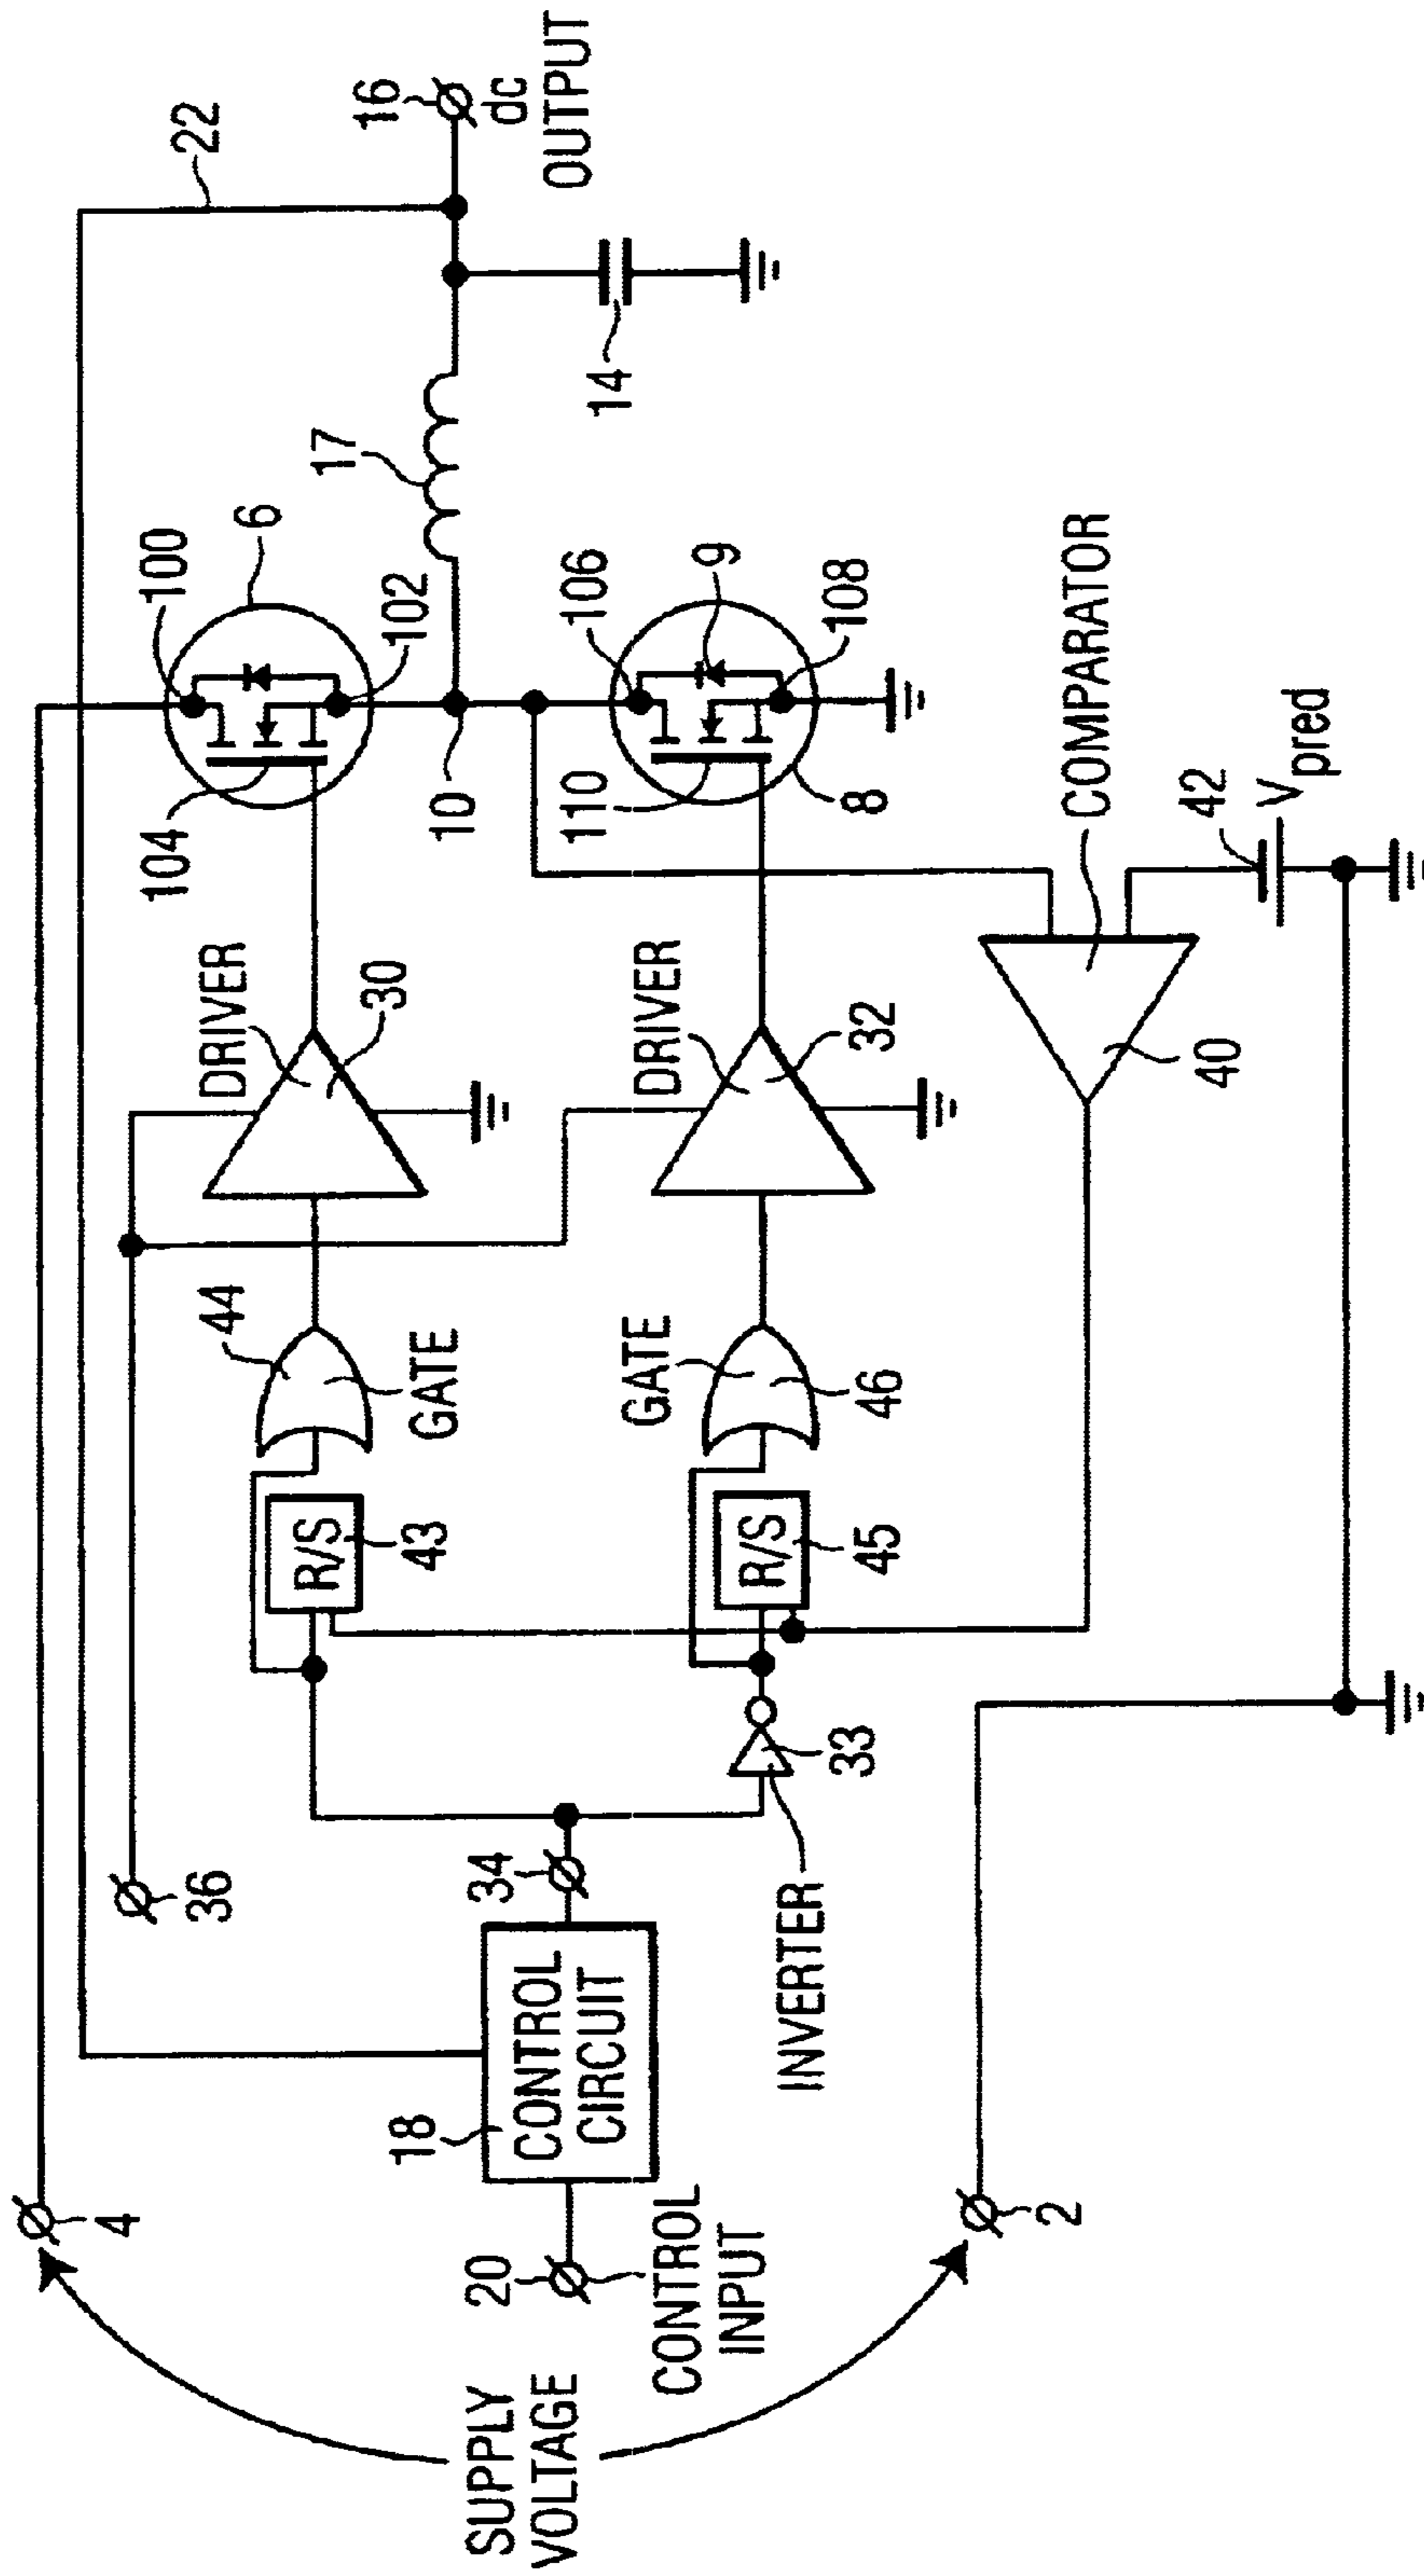 22
16
dc
OUTPUT
100
6
17
14
102
104
10
106
9
108
110
8
DRIVER
30
DRIVER
32
COMPARATOR
42
V pred
40
44
GATE
GATE
46
R/S
43
R/S
45
36
34
33
INVERTER
CONTROL
CIRCUIT
18
4
20
CONTROL
INPUT
2
SUPPLY
VOLTAGE